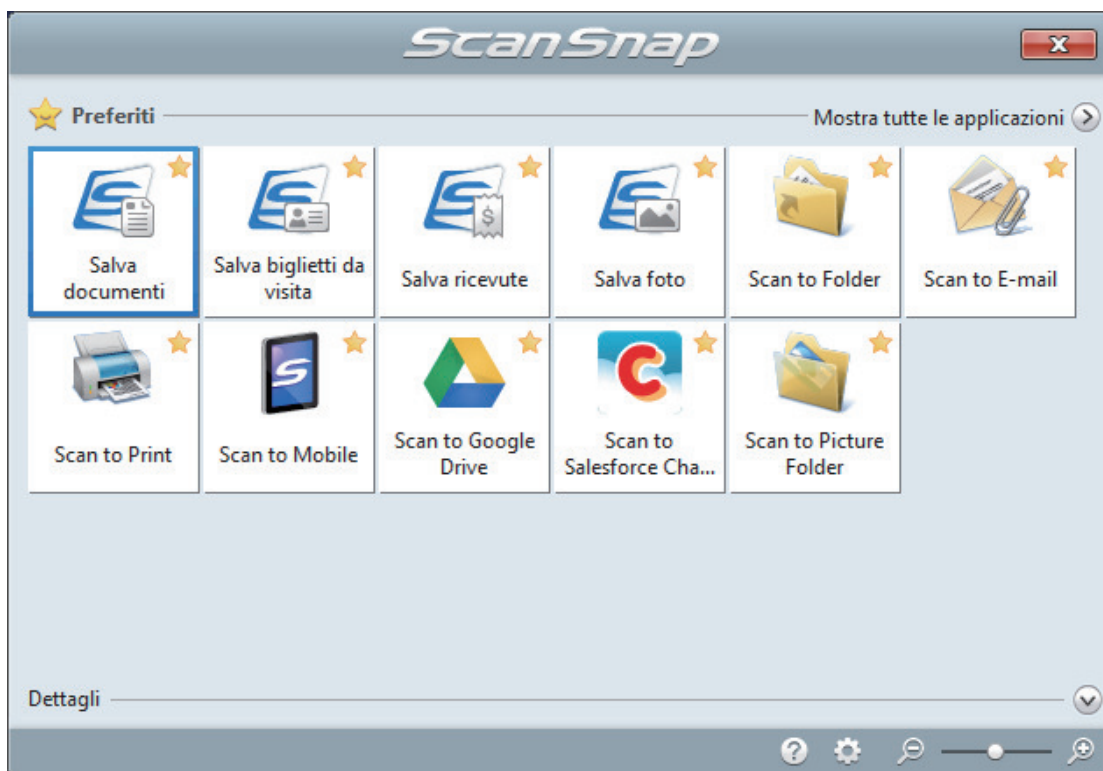 ScanSnap
Preferiti
Mostra tutte le applicazioni
Salva
documenti
Salva biglietti da
visita
Salva ricevute
Salva foto
Scan to Folder
Scan to E-mail
Scan to Print
Scan to Mobile
Scan to Google
Drive
Scan to
Salesforce Cha...
Scan to Picture
Folder
Dettagli